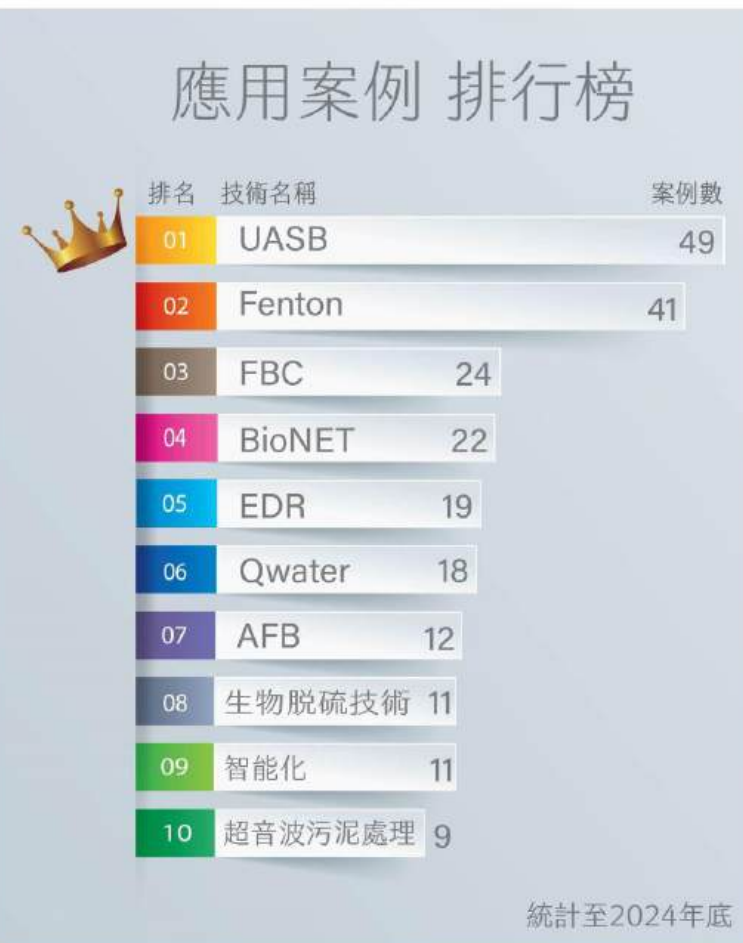 應用案例 排行榜
排名 技術名稱 案例數
01 UASB 49
02 Fenton 41
03 FBC 24
04 BioNET 22
05 EDR 19
06 Qwater 18
07 AFB 12
08 生物脱硫技術 11
09 智能化 11
10 超音波污泥處理 9
統計至2024年底